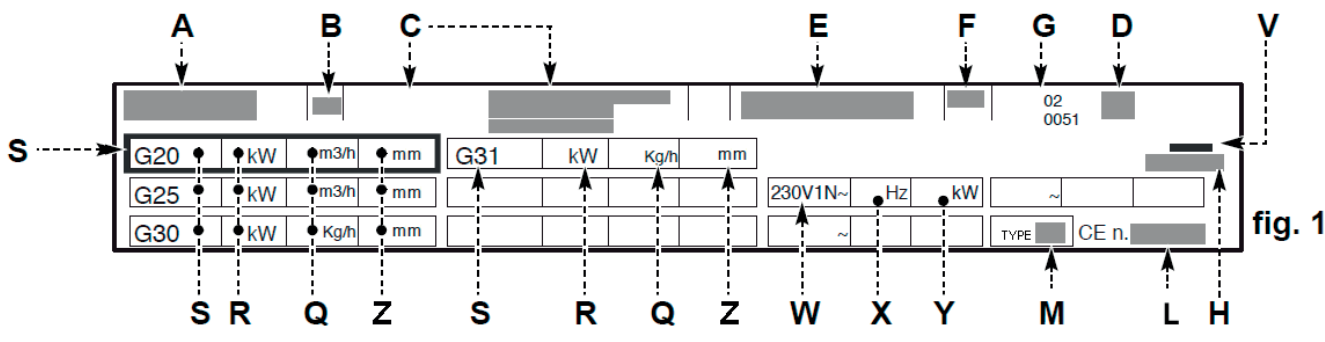 A B C E F G D V
02
0051
S G20 kW m3/h mm G31 kW Kg/h mm
G25 kW m3/h mm 230V1N~ Hz kW ~
G30 kW Kg/h mm ~ TYPE CE n. fig. 1
S R Q Z S R Q Z W X Y M L H